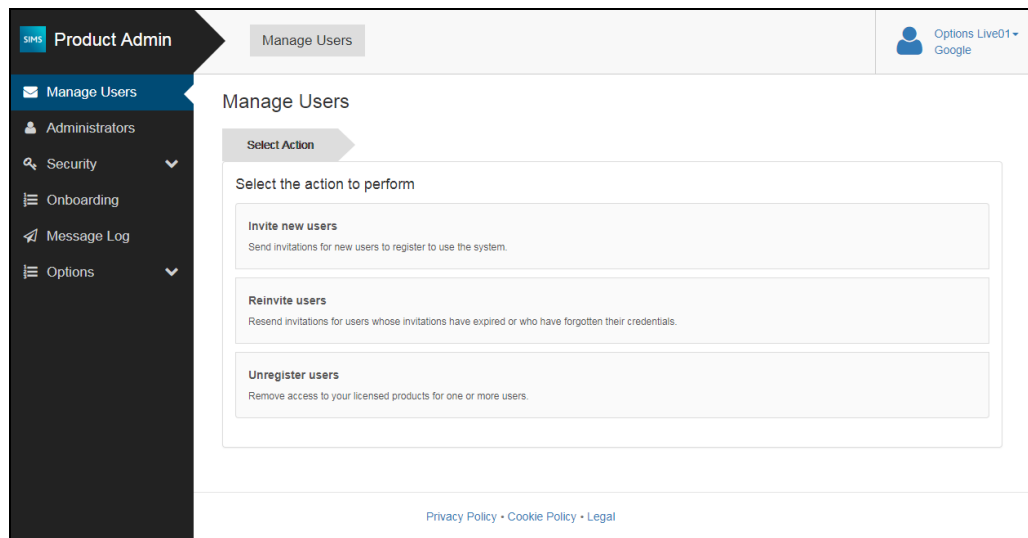 SIMS Product Admin
Manage Users
Options Live01
Google
Manage Users
Administrators
Security
Onboarding
Message Log
Options
Manage Users
Select Action
Select the action to perform
Invite new users
Send invitations for new users to register to use the system.
Reinvite users
Resend invitations for users whose invitations have expired or who have forgotten their credentials.
Unregister users
Remove access to your licensed products for one or more users.
Privacy Policy • Cookie Policy • Legal